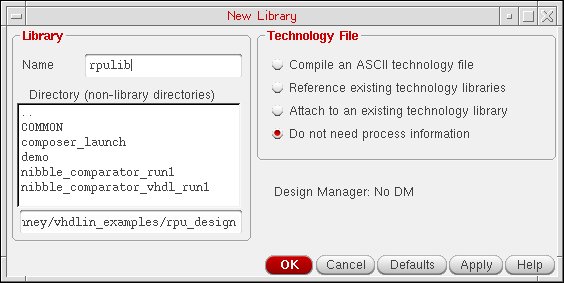 New Library
Library
Name rpulib
Directory (non-library directories)
..
COMMON
composer_launch
demo
nibble_comparator_run1
nibble_comparator_vhdl_run1
ney/vhdlin_examples/rpu_design
Technology File
Compile an ASCII technology file
Reference existing technology libraries
Attach to an existing technology library
Do not need process information
Design Manager: No DM
OK Cancel Defaults Apply Help